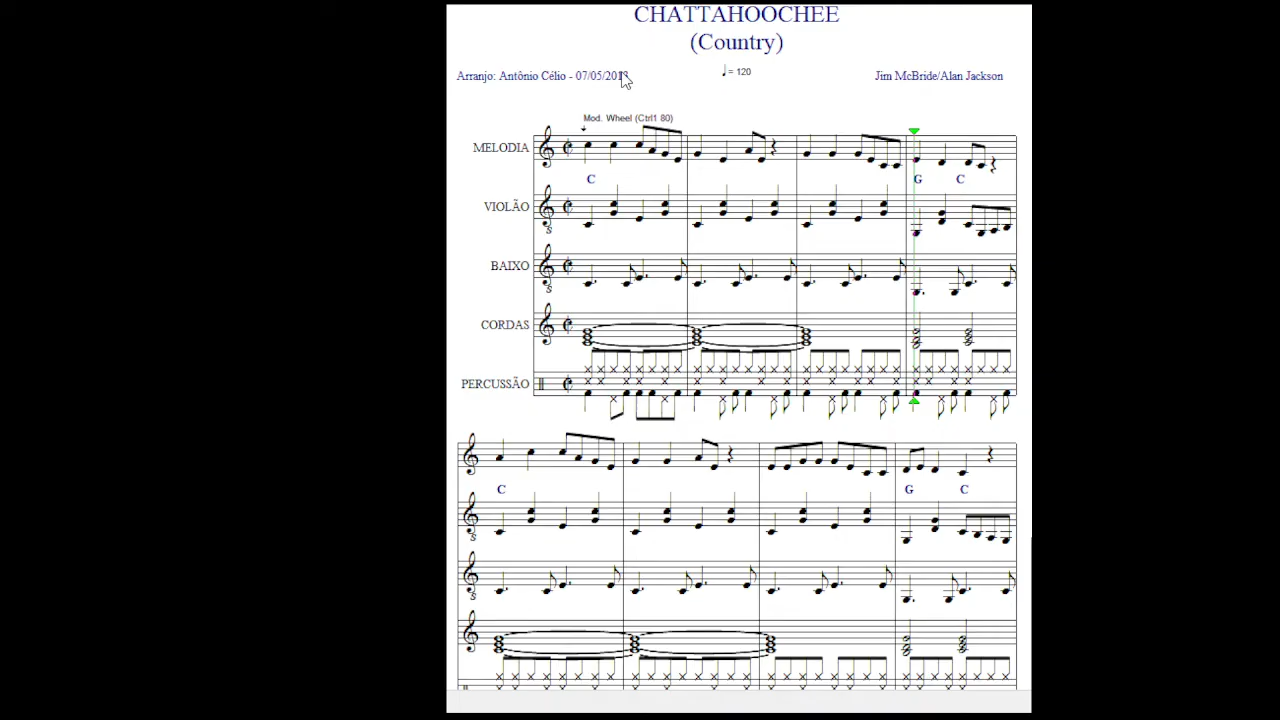 CHATTAHOOCHEE
(Country)
Arranjo: Antônio Célio - 07/05/2013
= 120
Jim McBride/Alan Jackson
Mod. Wheel (Ctrl1 80)
MELODIA
C G C
VIOLÃO
BAIXO
CORDAS
PERCUSSÃO
C G C